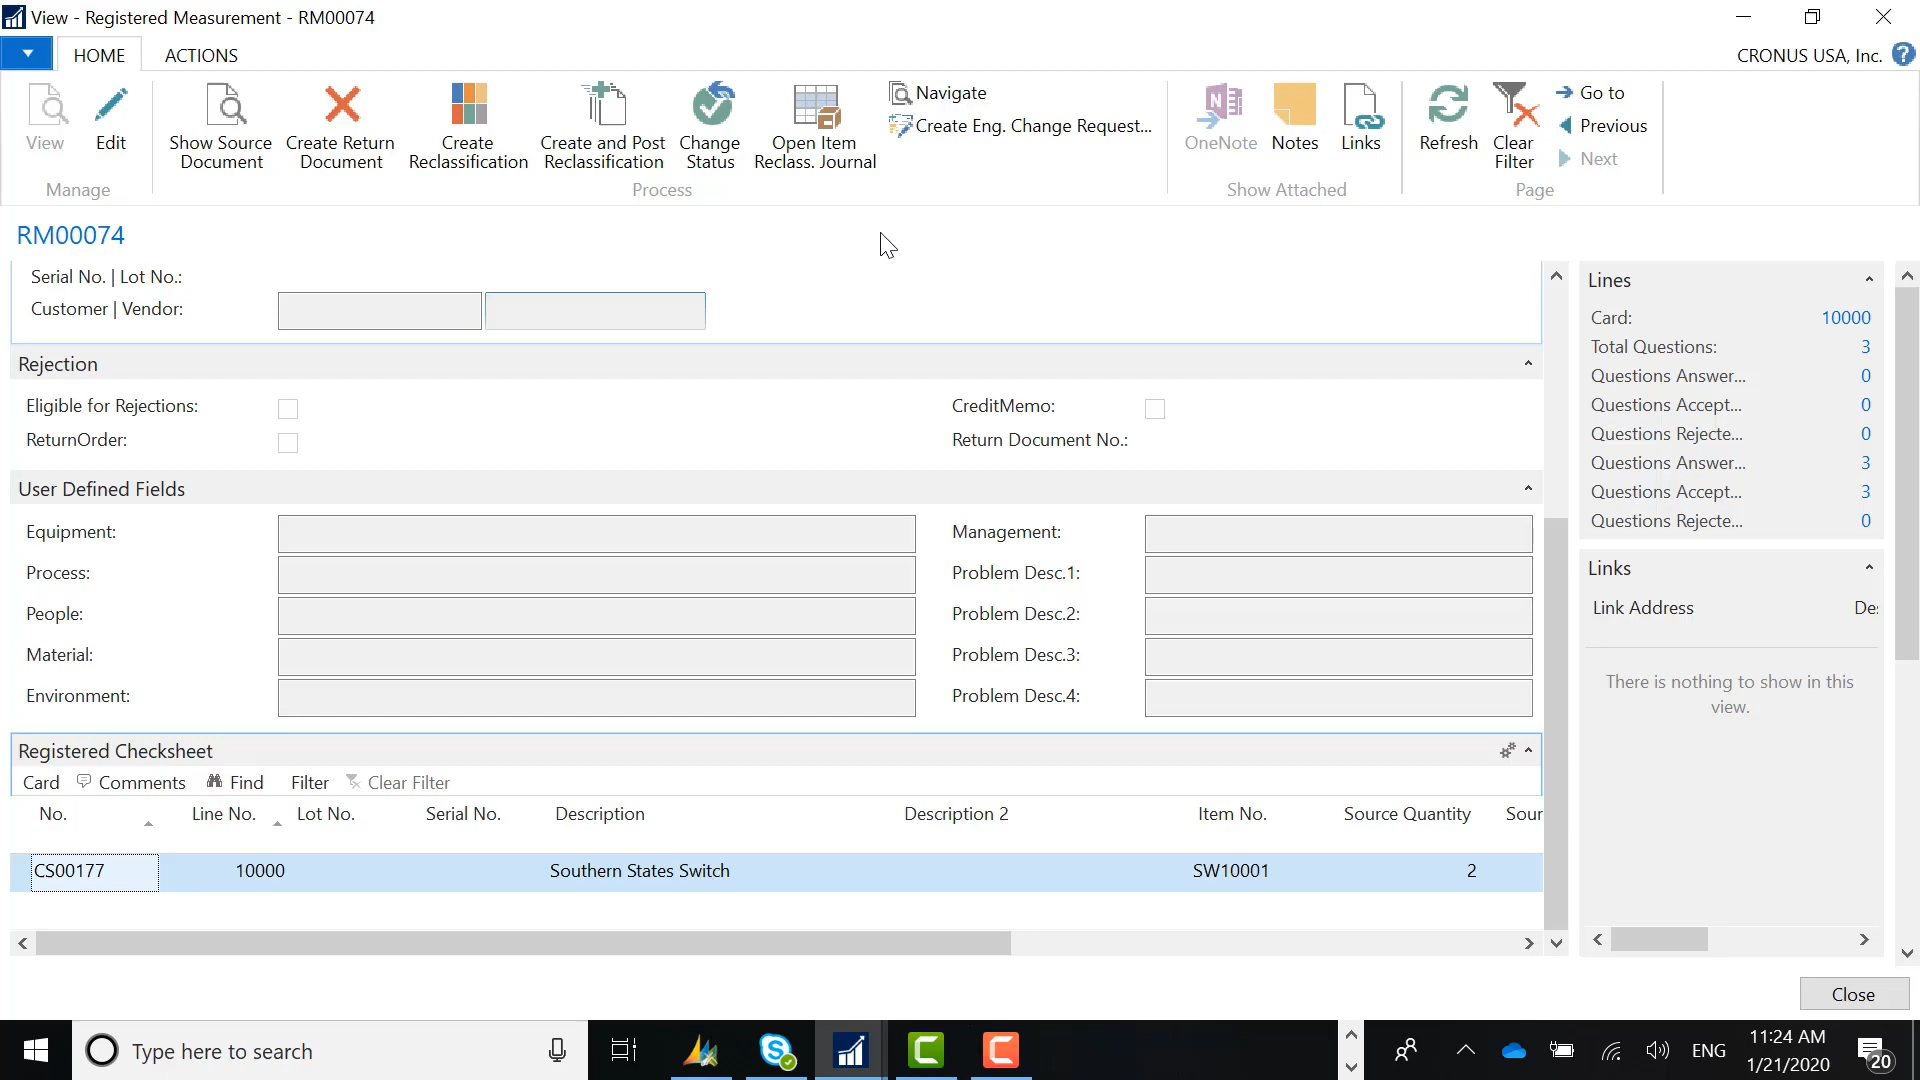 View - Registered Measurement - RM00074
HOME
ACTIONS
CRONUS USA, Inc.
?
View
Edit
Show Source
Document
Create Return
Document
Create
Reclassification
Create and Post
Reclassification
Change
Status
Open Item
Reclass. Journal
Navigate
Create Eng. Change Request...
OneNote
Notes
Links
Refresh
Clear
Filter
Go to
Previous
Next
Manage
Process
Show Attached
Page
RM00074
Serial No. | Lot No.:
Customer | Vendor:
Rejection
Eligible for Rejections:
CreditMemo:
ReturnOrder:
Return Document No.:
User Defined Fields
Equipment:
Management:
Process:
Problem Desc.1:
People:
Problem Desc.2:
Material:
Problem Desc.3:
Environment:
Problem Desc.4:
Registered Checksheet
Card Comments Find Filter Clear Filter
No. Line No. Lot No. Serial No. Description Description 2 Item No. Source Quantity Sour
CS00177 10000 Southern States Switch SW10001 2
Lines
Card: 10000
Total Questions: 3
Questions Answer... 0
Questions Accept... 0
Questions Rejecte... 0
Questions Answer... 3
Questions Accept... 3
Questions Rejecte... 0
Links
Link Address De
There is nothing to show in this
view.
Close
Type here to search
ENG
11:24 AM
1/21/2020
20